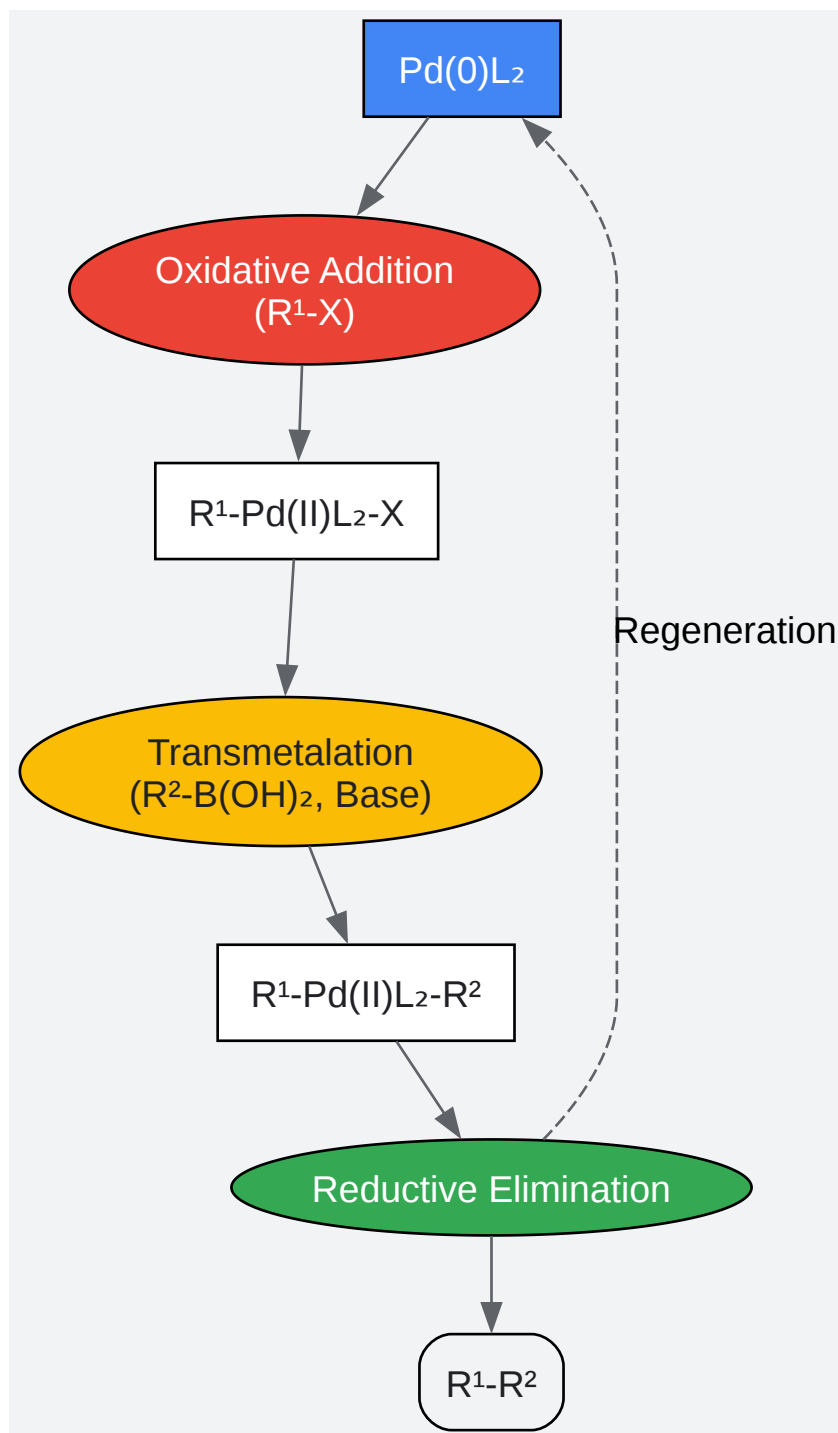 Pd(0)L₂
Oxidative Addition
(R¹-X)
R¹-Pd(II)L₂-X
Regeneration
Transmetalation
(R²-B(OH)₂, Base)
R¹-Pd(II)L₂-R²
Reductive Elimination
R¹-R²